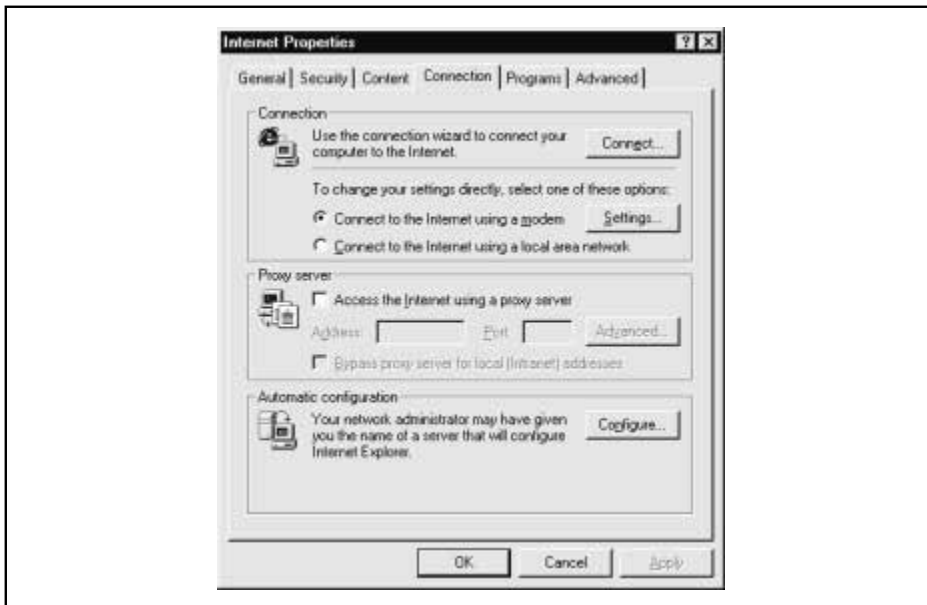 Internet Properties
General Security Content Connection Programs Advanced
Connection
Use the connection wizard to connect your
computer to the Internet.
Connect...
To change your settings directly, select one of these options:
Connect to the Internet using a modem
Settings...
Connect to the Internet using a local area network
Proxy server
Access the Internet using a proxy server
Address: Port: Advanced...
Bypass proxy server for local (Intranet) addresses
Automatic configuration
Your network administrator may have given
you the name of a server that will configure
Internet Explorer.
Configure...
OK Cancel Apply